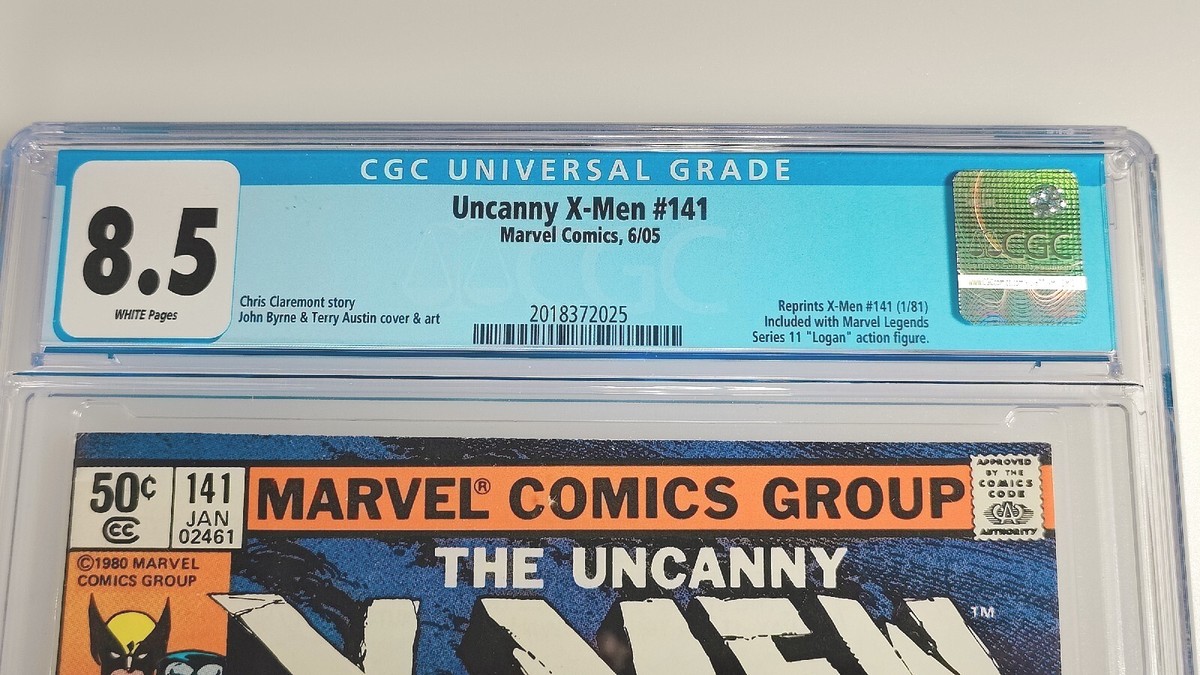 CGC UNIVERSAL GRADE
8.5
WHITE Pages
Uncanny X-Men #141
Marvel Comics, 6/05
Chris Claremont story
John Byrne & Terry Austin cover & art
2018372025
Reprints X-Men #141 (1/81)
Included with Marvel Legends
Series 11 "Logan" action figure.
CGC
CGC
50¢
CC
141
JAN
02461
MARVEL® COMICS GROUP
APPROVED
BY THE
COMICS
CODE
AUTHORITY
©1980 MARVEL
COMICS GROUP
THE UNCANNY
X-MEN
TM